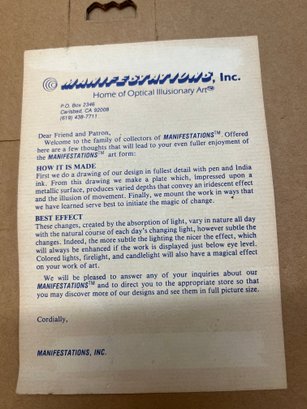 MANIFESTATIONS, Inc.
Home of Optical Illusionary Art
P.O. Box 2346
Carlsbad, CA 92008
(619) 438-7711
Dear Friend and Patron,
Welcome to the family of collectors of MANIFESTATIONS™. Offered
here are a few thoughts that will lead to your even fuller enjoyment of
the MANIFESTATIONS™ art form:
HOW IT IS MADE
First we do a drawing of our design in fullest detail with pen and India
ink. From this drawing we make a plate which, impressed upon a
metallic surface, produces varied depths that convey an iridescent effect
and the illusion of movement. Finally, we mount the work in ways that
we have learned serve best to initiate the magic of change.
BEST EFFECT
These changes, created by the absorption of light, vary in nature all day
with the natural course of each day's changing light, however subtle the
changes. Indeed, the more subtle the lighting the nicer the effect, which
will always be enhanced if the work is displayed just below eye level.
Colored lights, firelight, and candlelight will also have a magical effect
on your work of art.
We will be pleased to answer any of your inquiries about our
MANIFESTATIONS™ and to direct you to the appropriate store so that
you may discover more of our designs and see them in full picture size.
Cordially,
MANIFESTATIONS, INC.